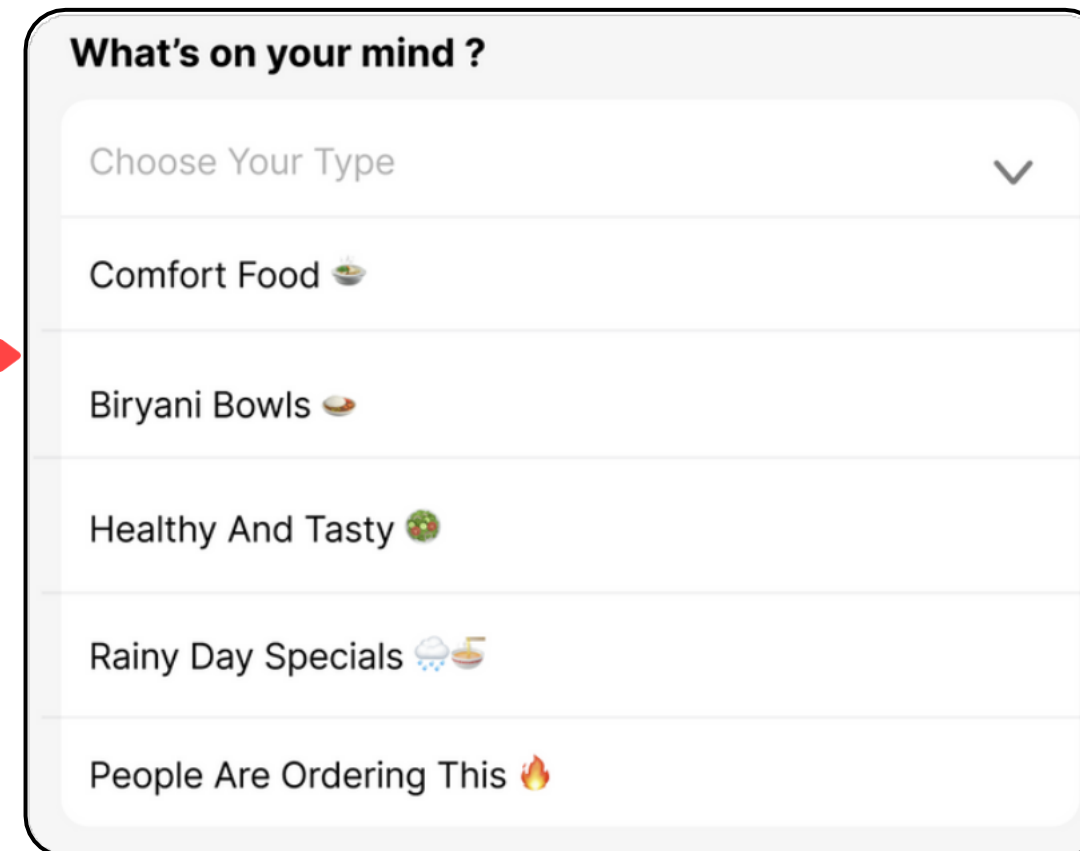 What’s on your mind ?
Choose Your Type
Comfort Food 🍲
Biryani Bowls 🍛
Healthy And Tasty 🥗
Rainy Day Specials 🌧️🍜
People Are Ordering This 🔥